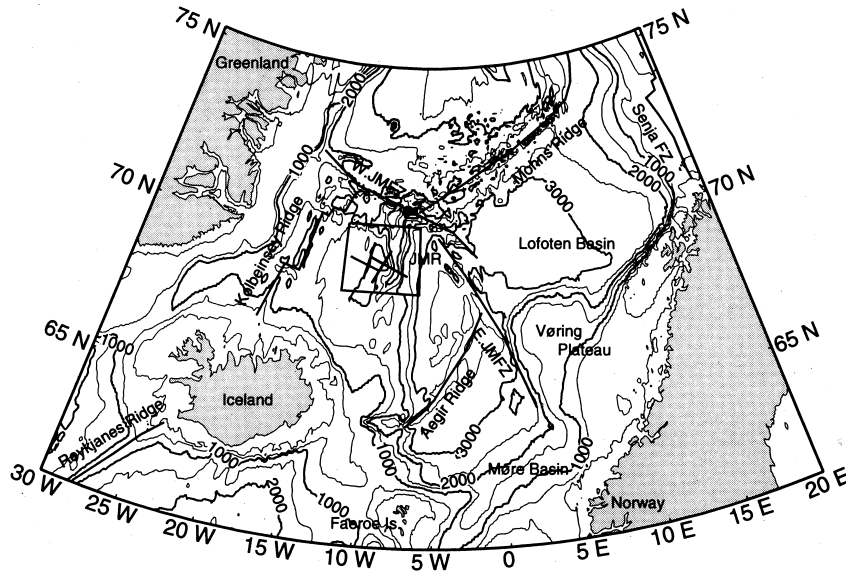 75 N
75 N
Greenland
2000
Senja FZ
1000
2000
1000
Mohns Ridge
W. JMFZ
70 N
70 N
3000
Kolbeinsey Ridge
Lofoten Basin
JMR
65 N
1000
Vøring
Plateau
65 N
E. JMFZ
Iceland
Aegir Ridge
Reykjanes Ridge
3000
1000
1000
1000
2000
Møre Basin
30 W
20 E
2000
1000
Norway
25 W
Faeroe Is.
15 E
20 W
10 E
15 W
10 W
5 W
0
5 E